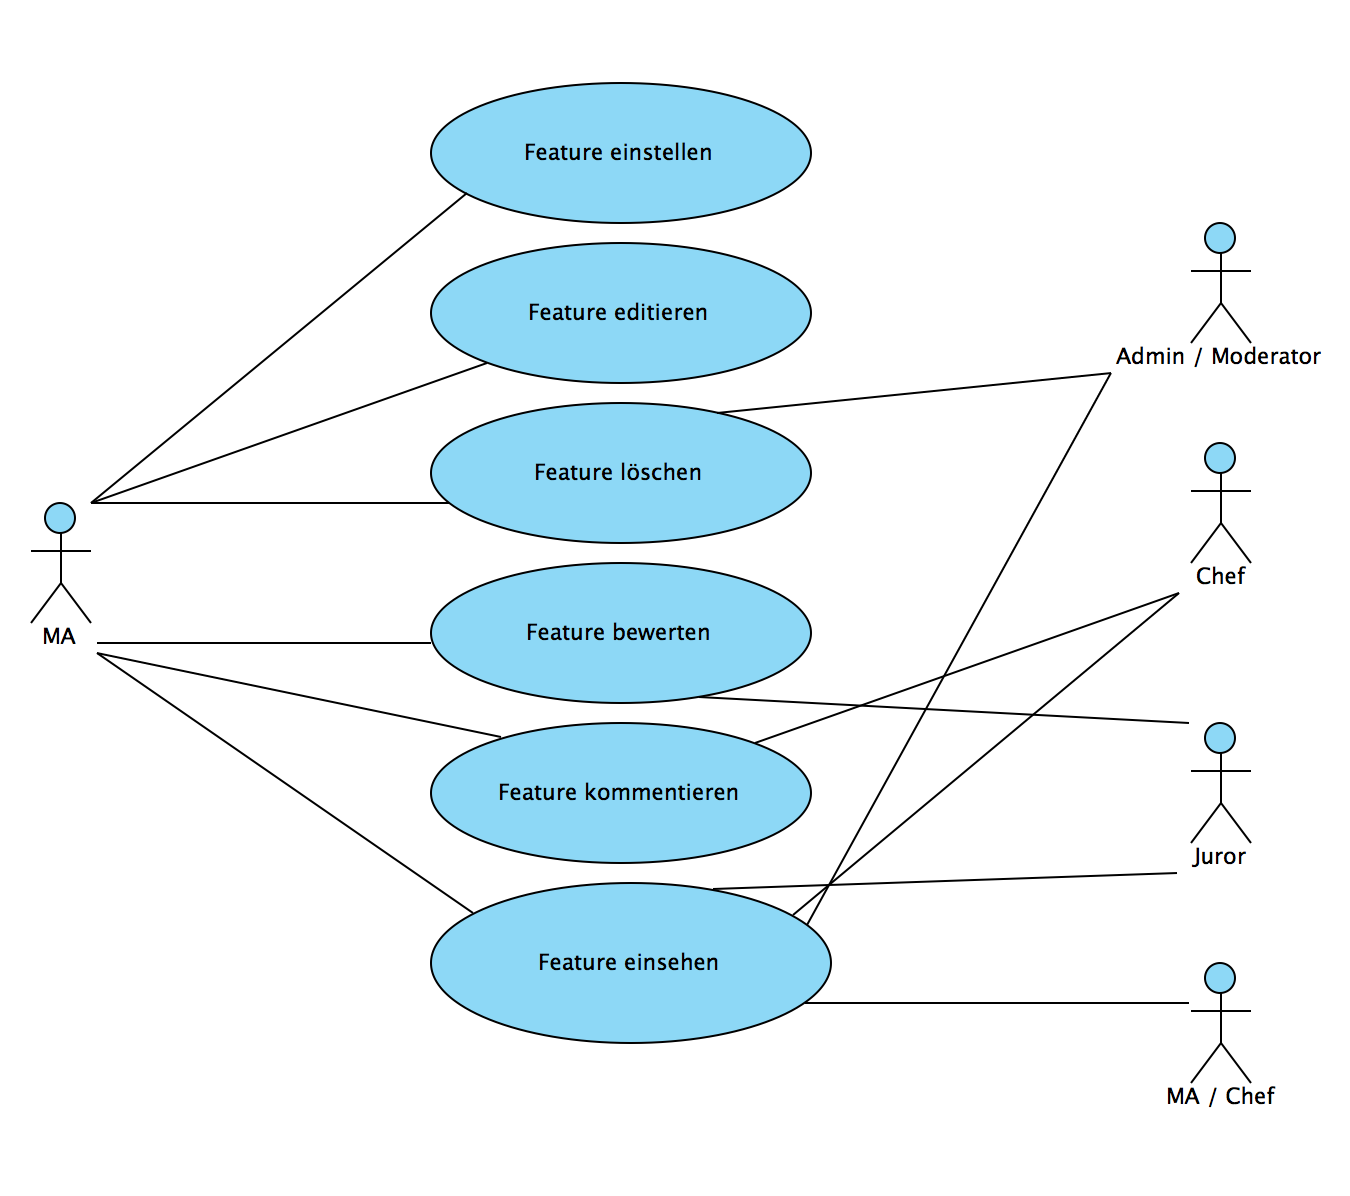 Feature einstellen
Feature editieren
Admin / Moderator
Feature löschen
Chef
MA
Feature bewerten
Feature kommentieren
Juror
Feature einsehen
MA / Chef